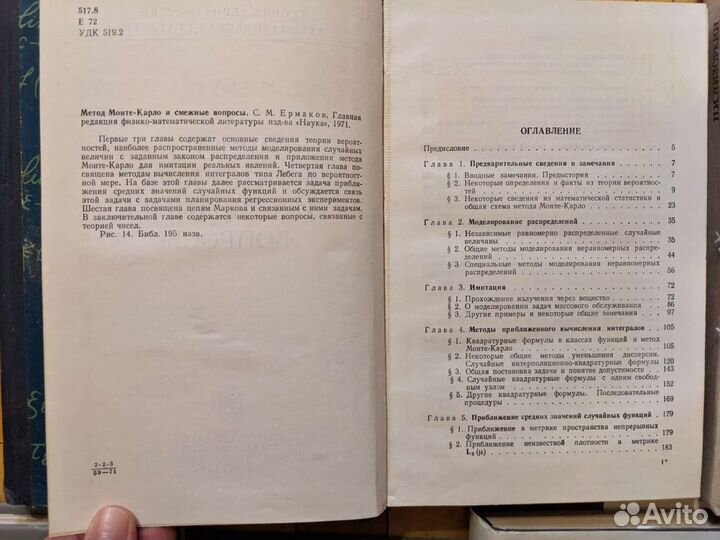 517.8
Е 72
УДК 519.2
Метод Монте-Карло и смежные вопросы. С. М. Ермаков, Главная
редакция физико-математической литературы изд-ва «Наука», 1971.
Первые три главы содержат основные сведения теории веро-
ятностей, наиболее распространенные методы моделирования случайных
величин с заданным законом распределения и приложения метода
Монте-Карло для имитации реальных явлений. Четвертая глава по-
священа методам вычисления интегралов типа Лебега по вероятност-
ной мере. На базе этой главы далее рассматривается задача прибли-
жения средних значений случайных функций и обсуждается связь
этой задачи с задачами планирования регрессионных экспериментов.
Шестая глава посвящена цепям Маркова и связанным с ними задачам.
В заключительной главе содержатся некоторые вопросы, связанные с
теорией чисел.
Рис. 14. Библ. 195 назв.
2-2-3
59—71
ОГЛАВЛЕНИЕ
Предисловие 5
Глава 1. Предварительные сведения и замечания 7
§ 1. Вводные замечания. Предыстория 7
§ 2. Некоторые определения и факты из теории вероятнос-
тей 9
§ 3. Некоторые сведения из математической статистики и
общая схема метода Монте-Карло 23
Глава 2. Моделирование распределений 35
§ 1. Независимые равномерно распределенные случайные
величины 35
§ 2. Общие методы моделирования неравномерных распре-
делений 44
§ 3. Специальные методы моделирования неравномерных
распределений 56
Глава 3. Имитация 72
§ 1. Прохождение излучения через вещество 72
§ 2. О моделировании задач массового обслуживания 86
§ 3. Другие примеры и некоторые общие замечания 97
Глава 4. Методы приближенного вычисления интегралов 105
§ 1. Квадратурные формулы в классах функций и метод
Монте-Карло 105
§ 2. Некоторые общие методы уменьшения дисперсии.
Случайные интерполяционно-квадратурные формулы 120
§ 3. Общая постановка задачи и понятие допустимости 143
§ 4. Случайные квадратурные формулы с одним свобод-
ным узлом 152
§ 5. Другие квадратурные формулы. Последовательные
процедуры 169
Глава 5. Приближение средних значений случайных функций 179
§ 1. Приближение в метрике пространства непрерывных
функций 179
§ 2. Приближение неизвестной плотности в метрике
L₂ (μ) 183
1*
Avito